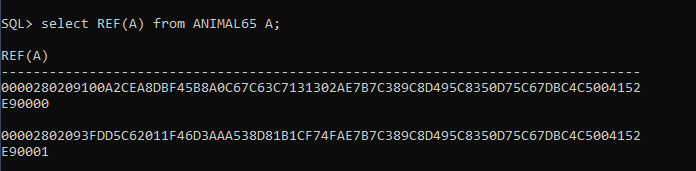 SQL> select REF(A) from ANIMAL65 A;
REF(A)
--------------------------------------------------------------------------------
0000280209100A2CEA8DBF45B8A0C67C63C7131302AE7B7C389C8D495C8350D75C67DBC4C5004152
E90000
00002802093FDD5C62011F46D3AAA538D81B1CF74FAE7B7C389C8D495C8350D75C67DBC4C5004152
E90001